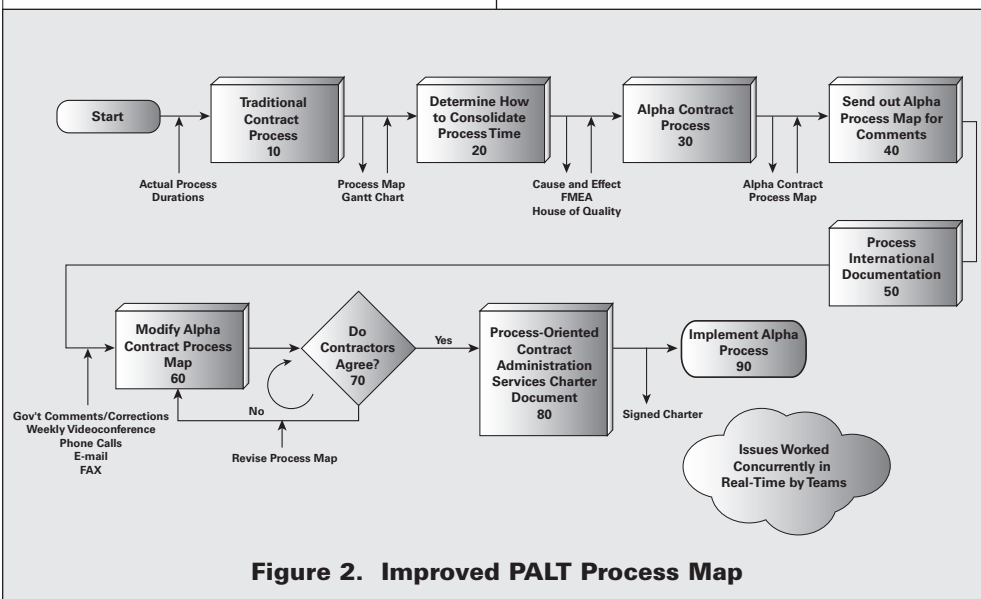 Start
Actual Process
Durations
Traditional
Contract
Process
10
Process Map
Gantt Chart
Determine How
to Consolidate
Process Time
20
Cause and Effect
FMEA
House of Quality
Alpha Contract
Process
30
Alpha Contract
Process Map
Send out Alpha
Process Map for
Comments
40
Process
International
Documentation
50
Gov't Comments/Corrections
Weekly Videoconference
Phone Calls
E-mail
FAX
Modify Alpha
Contract Process
Map
60
Do
Contractors
Agree?
70
No
Revise Process Map
Yes
Process-Oriented
Contract
Administration
Services Charter
Document
80
Signed Charter
Implement Alpha
Process
90
Issues Worked
Concurrently in
Real-Time by Teams
Figure 2. Improved PALT Process Map